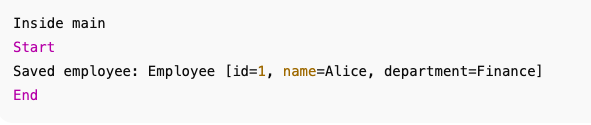 Inside main
Start
Saved employee: Employee [id=1, name=Alice, department=Finance]
End